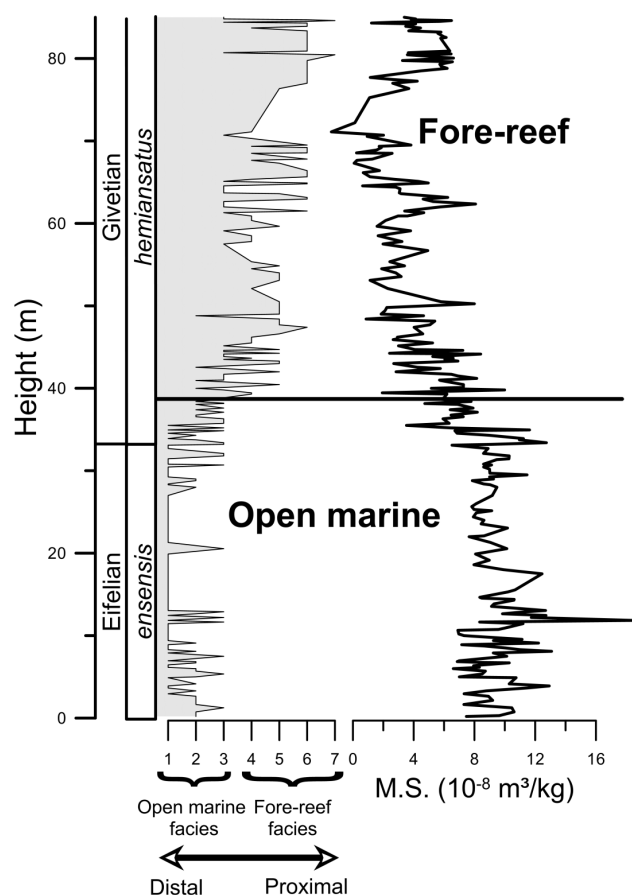 80
60
40
20
0
Height (m)
Givetian
Eifelian
hemiansatus
ensensis
Fore-reef
Open marine
1 2 3 4 5 6 7
0 4 8 12 16
M.S. (10⁻⁸ m³/kg)
Open marine facies
Fore-reef facies
Distal Proximal